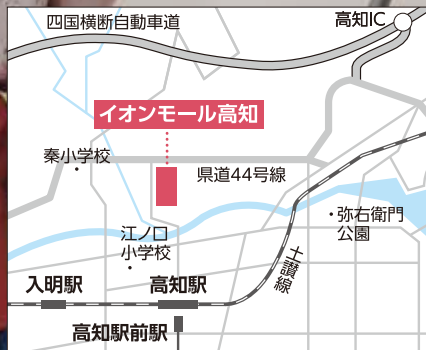 四国横断自動車道
高知IC
イオンモール高知
秦小学校
県道44号線
弥右衛門
公園
江ノ口
小学校
土讃線
入明駅
高知駅
高知駅前駅